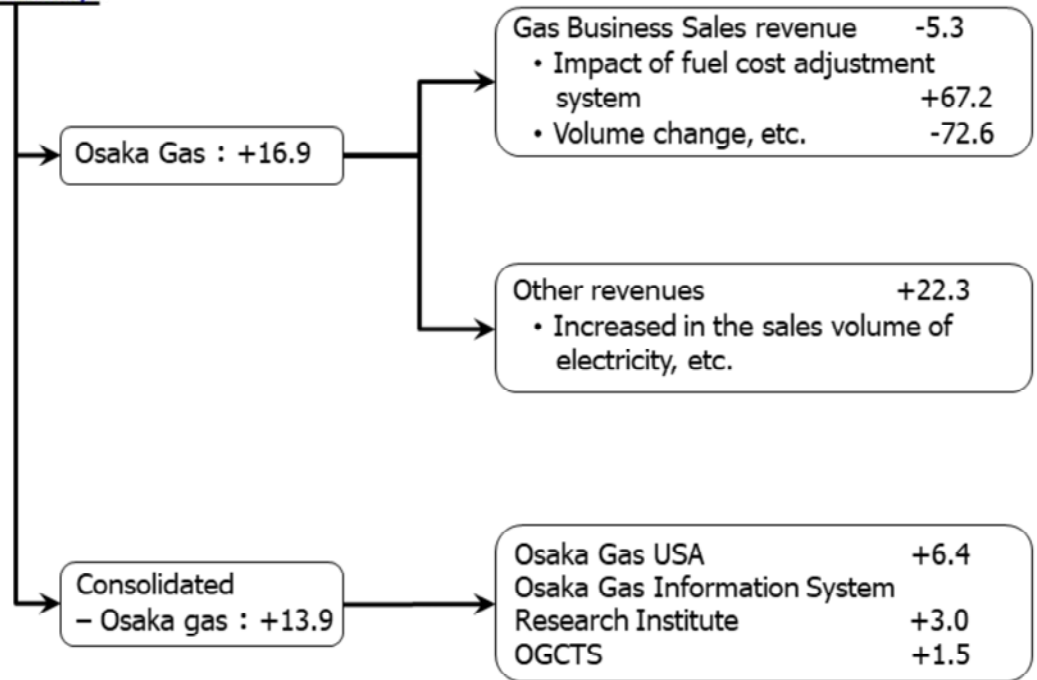 Gas Business Sales revenue -5.3
・Impact of fuel cost adjustment
system +67.2
・Volume change, etc. -72.6
Osaka Gas：+16.9
Other revenues +22.3
・Increased in the sales volume of
electricity, etc.
Consolidated
– Osaka gas：+13.9
Osaka Gas USA +6.4
Osaka Gas Information System
Research Institute +3.0
OGCTS +1.5